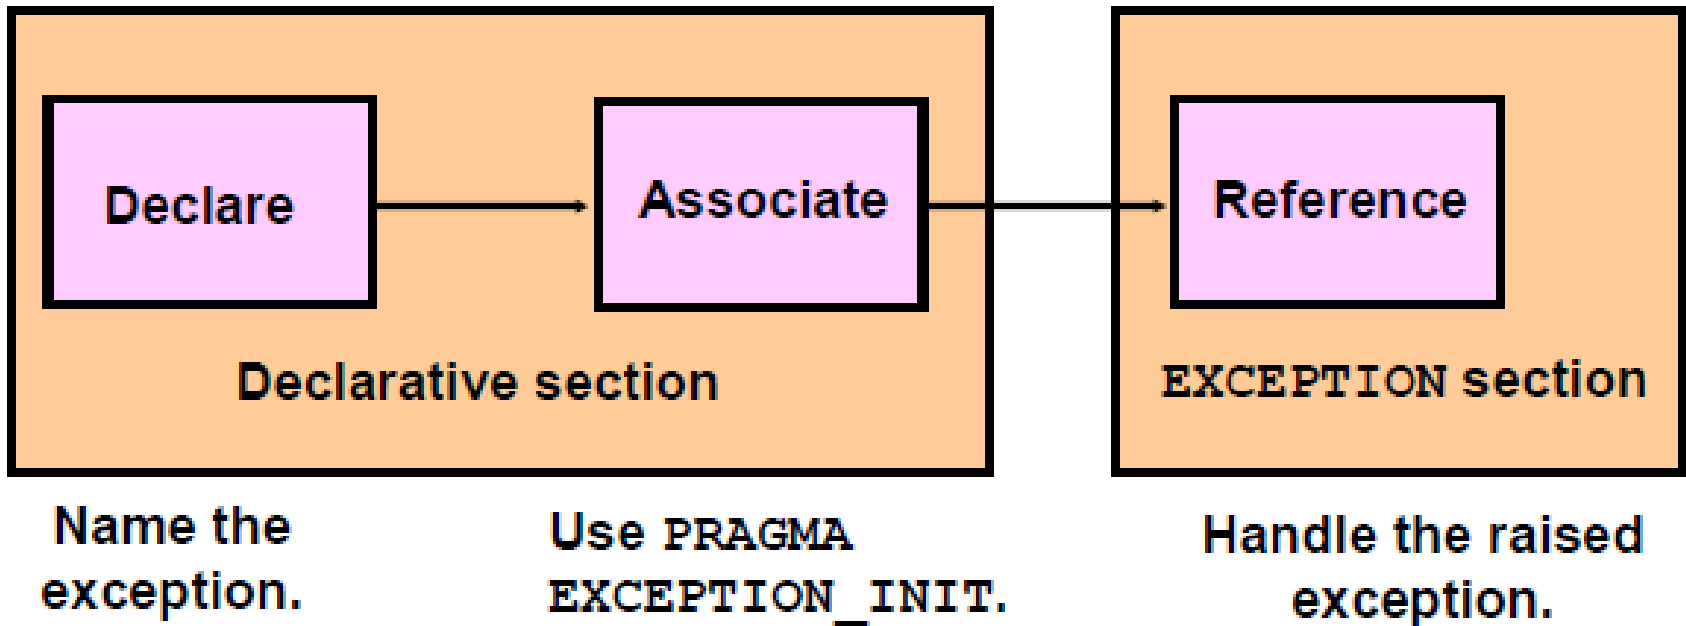 Declare
Associate
Reference
Declarative section
EXCEPTION section
Name the
exception.
Use PRAGMA
EXCEPTION_INIT.
Handle the raised
exception.